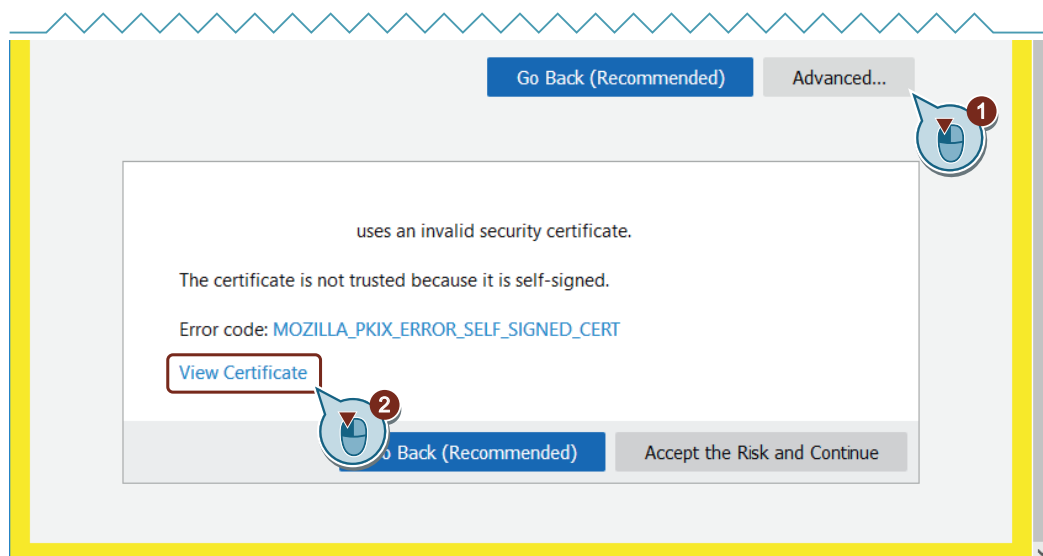 Go Back (Recommended) Advanced...
1
uses an invalid security certificate.
The certificate is not trusted because it is self-signed.
Error code: MOZILLA_PKIX_ERROR_SELF_SIGNED_CERT
View Certificate
2
o Back (Recommended) Accept the Risk and Continue